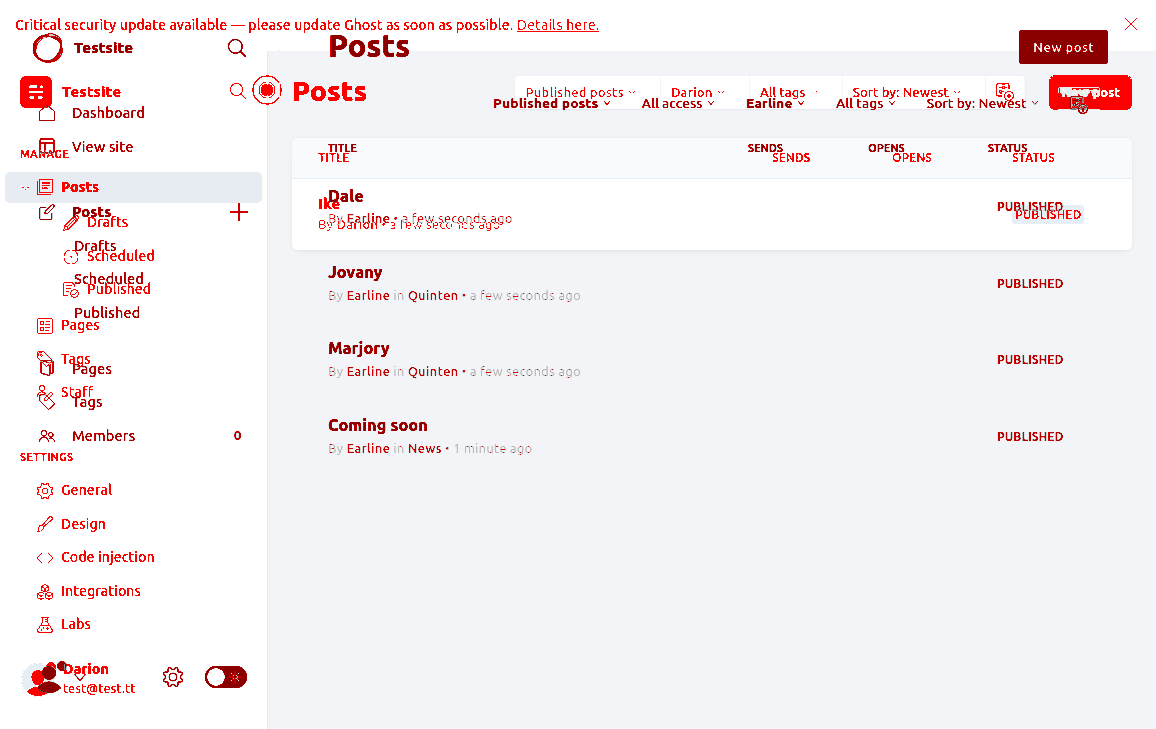 Critical security update available — please update Ghost as soon as possible. Details here.
Testsite
Posts
New post
Testsite
Posts
Published posts
Darion
All tags
Sort by: Newest
New post
Published posts
All access
Earline
All tags
Sort by: Newest
Dashboard
View site
MANAGE
TITLE
SENDS
OPENS
STATUS
TITLE
SENDS
OPENS
STATUS
Posts
Posts
Drafts
Drafts
Scheduled
Scheduled
Published
Published
Dale
Ike
By Earline • a few seconds ago
By Darion • a few seconds ago
PUBLISHED
PUBLISHED
Jovany
By Earline in Quinten • a few seconds ago
PUBLISHED
Pages
Tags
Pages
Staff
Tags
Marjory
By Earline in Quinten • a few seconds ago
PUBLISHED
Members
0
Coming soon
By Earline in News • 1 minute ago
PUBLISHED
SETTINGS
General
Design
Code injection
Integrations
Labs
Darion
test@test.tt